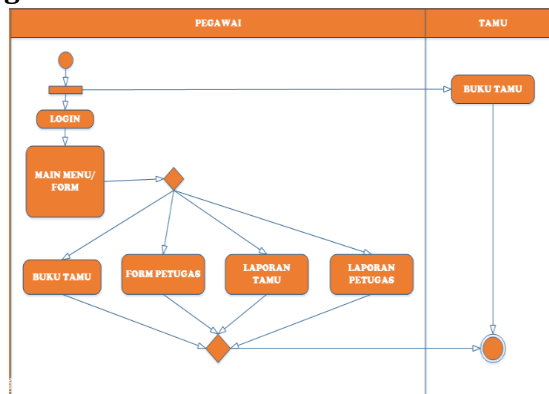 PEGAWAI
TAMU
BUKU TAMU
LOGIN
MAIN MENU/
FORM
BUKU TAMU
FORM PETUGAS
LAPORAN
TAMU
LAPORAN
PETUGAS